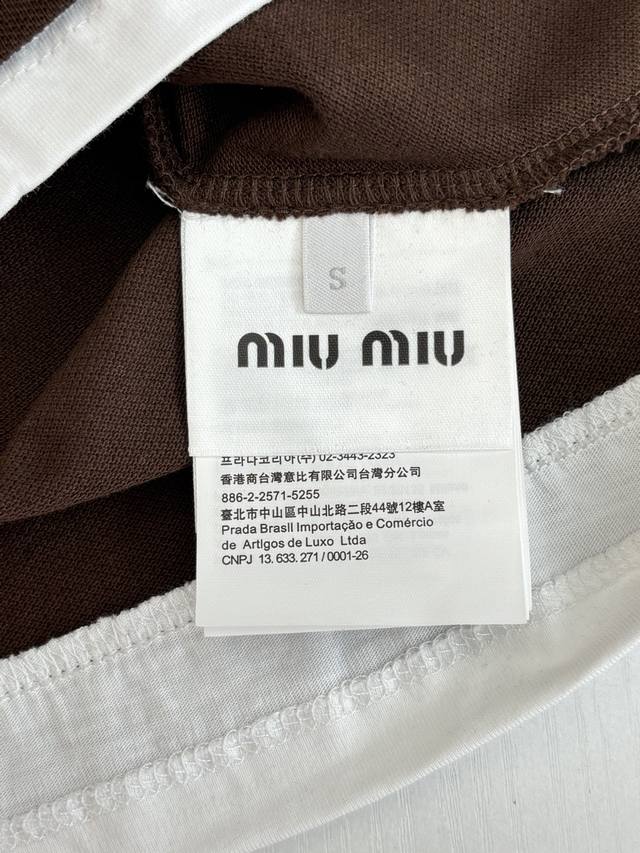 S
miu miu
프라다코리아(주) 02-3443-2323
香港商台灣意比有限公司台灣分公司
886-2-2571-5255
臺北市中山區中山北路二段44號12樓A室
Prada Brasil Importação e Comércio
de Artigos de Luxo Ltda
CNPJ 13.633.271/0001-26